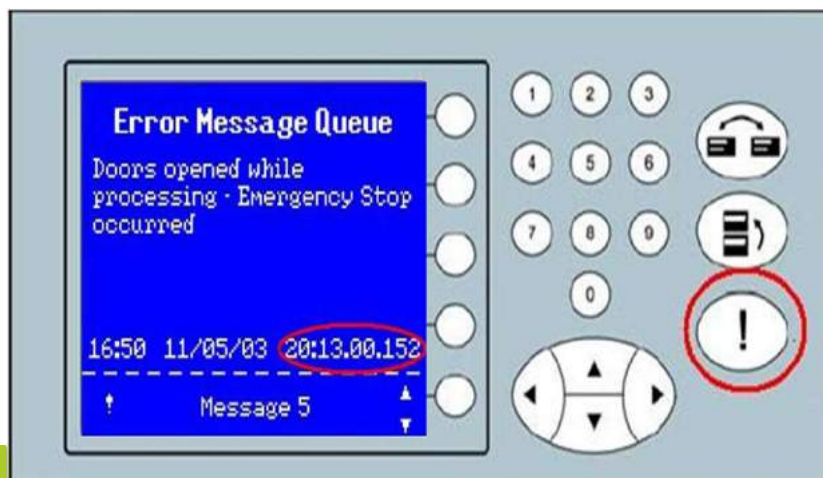 Error Message Queue
Doors opened while
processing - Emergency Stop
occurred
16:50 11/05/03 20:13.00.152
! Message 5
1 2 3
4 5 6
7 8 9
0
!